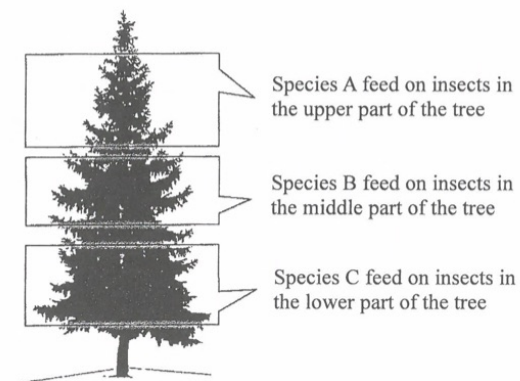 Species A feed on insects in
the upper part of the tree
Species B feed on insects in
the middle part of the tree
Species C feed on insects in
the lower part of the tree